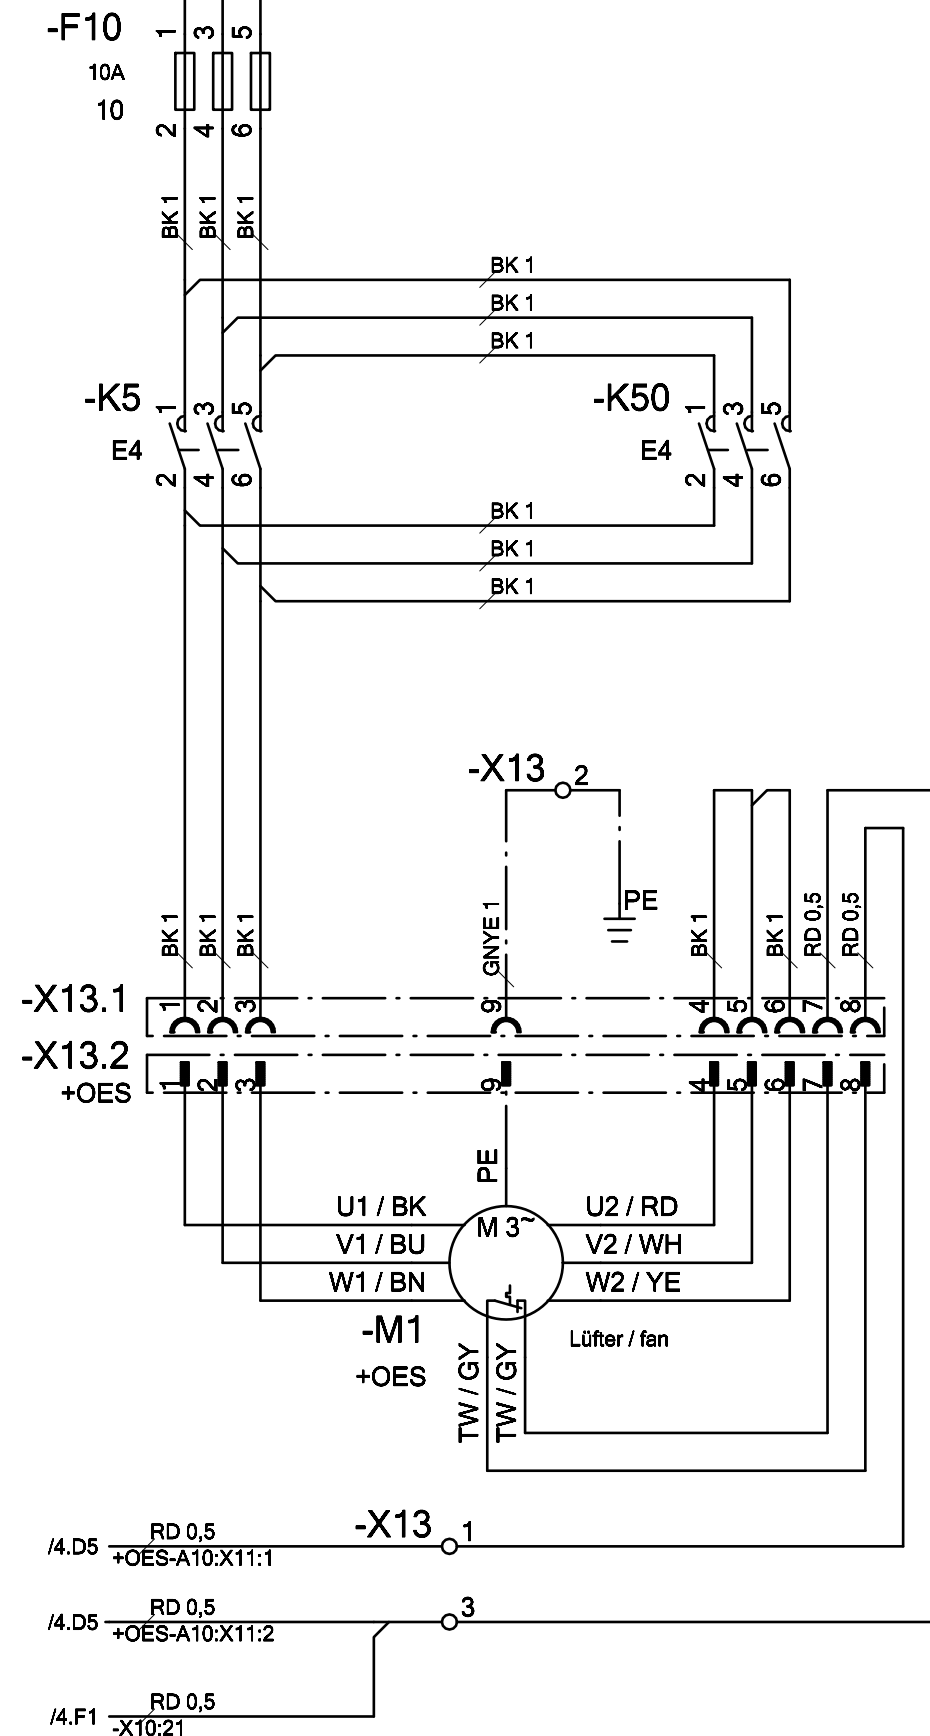 -F10 1 3 5
10A
10
2 4 6
BK 1 BK 1 BK 1
BK 1
BK 1
BK 1
-K5 1 3 5 -K50 1 3 5
E4 E4
2 4 6 2 4 6
BK 1
BK 1
BK 1
-X13 2
PE
BK 1 BK 1 BK 1 GNYE 1 BK 1 BK 1 RD 0,5 RD 0,5
-X13.1 1 2 3 9 4 5 6 7 8
-X13.2 1 2 3 9 4 5 6 7 8
+OES
PE
U1 / BK M 3~ U2 / RD
V1 / BU V2 / WH
W1 / BN W2 / YE
-M1 Lüfter / fan
+OES TW / GY TW / GY
RD 0,5 -X13 1
/4.D5 +OES-A10:X11:1
RD 0,5 3
/4.D5 +OES-A10:X11:2
RD 0,5
/4.F1 -X10:21